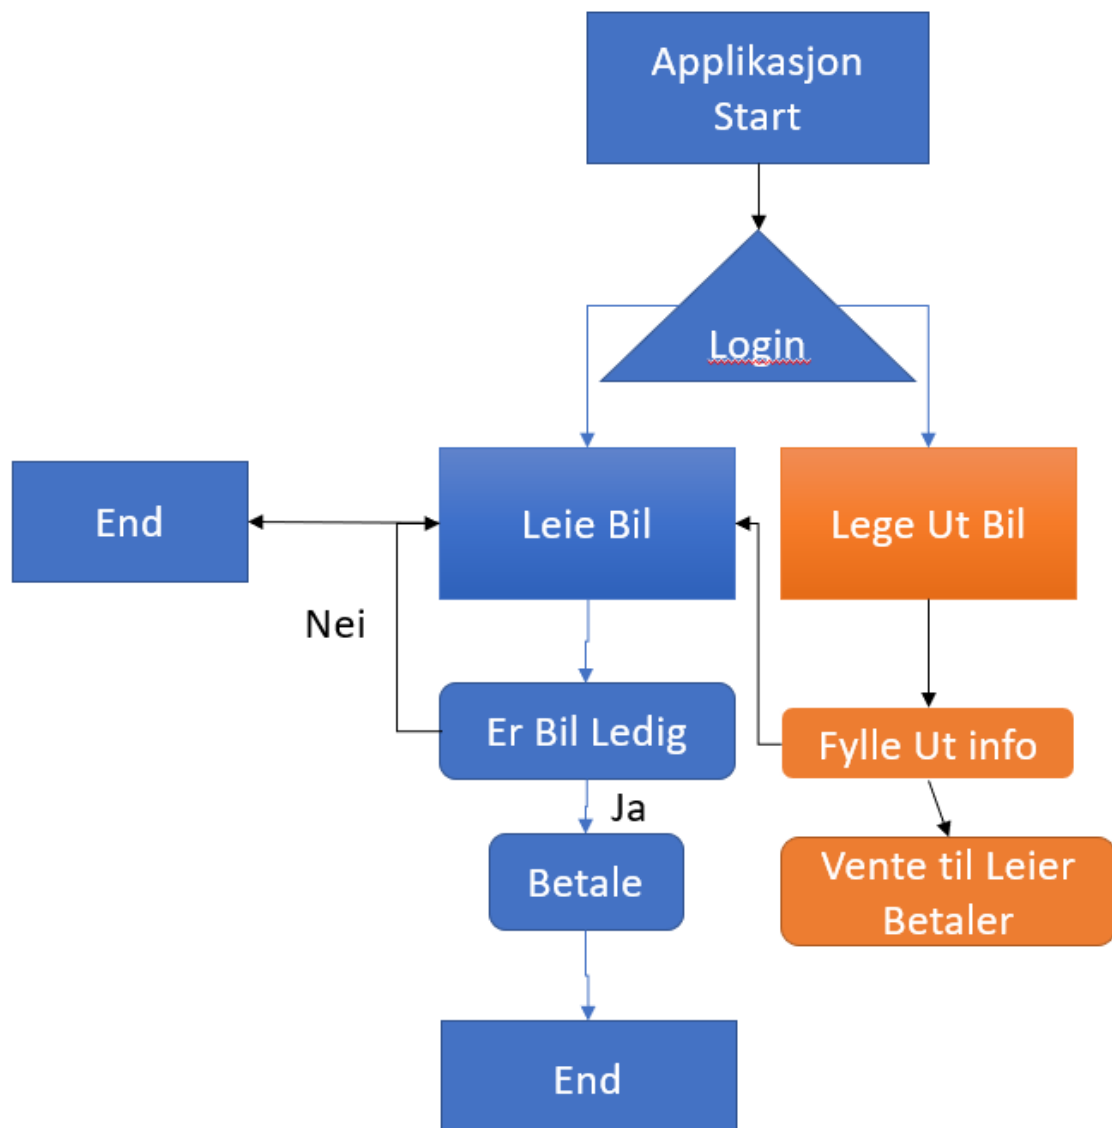 Applikasjon
Start
Login
End
Leie Bil
Lege Ut Bil
Nei
Er Bil Ledig
Fylle Ut info
Ja
Betale
Vente til Leier
Betaler
End